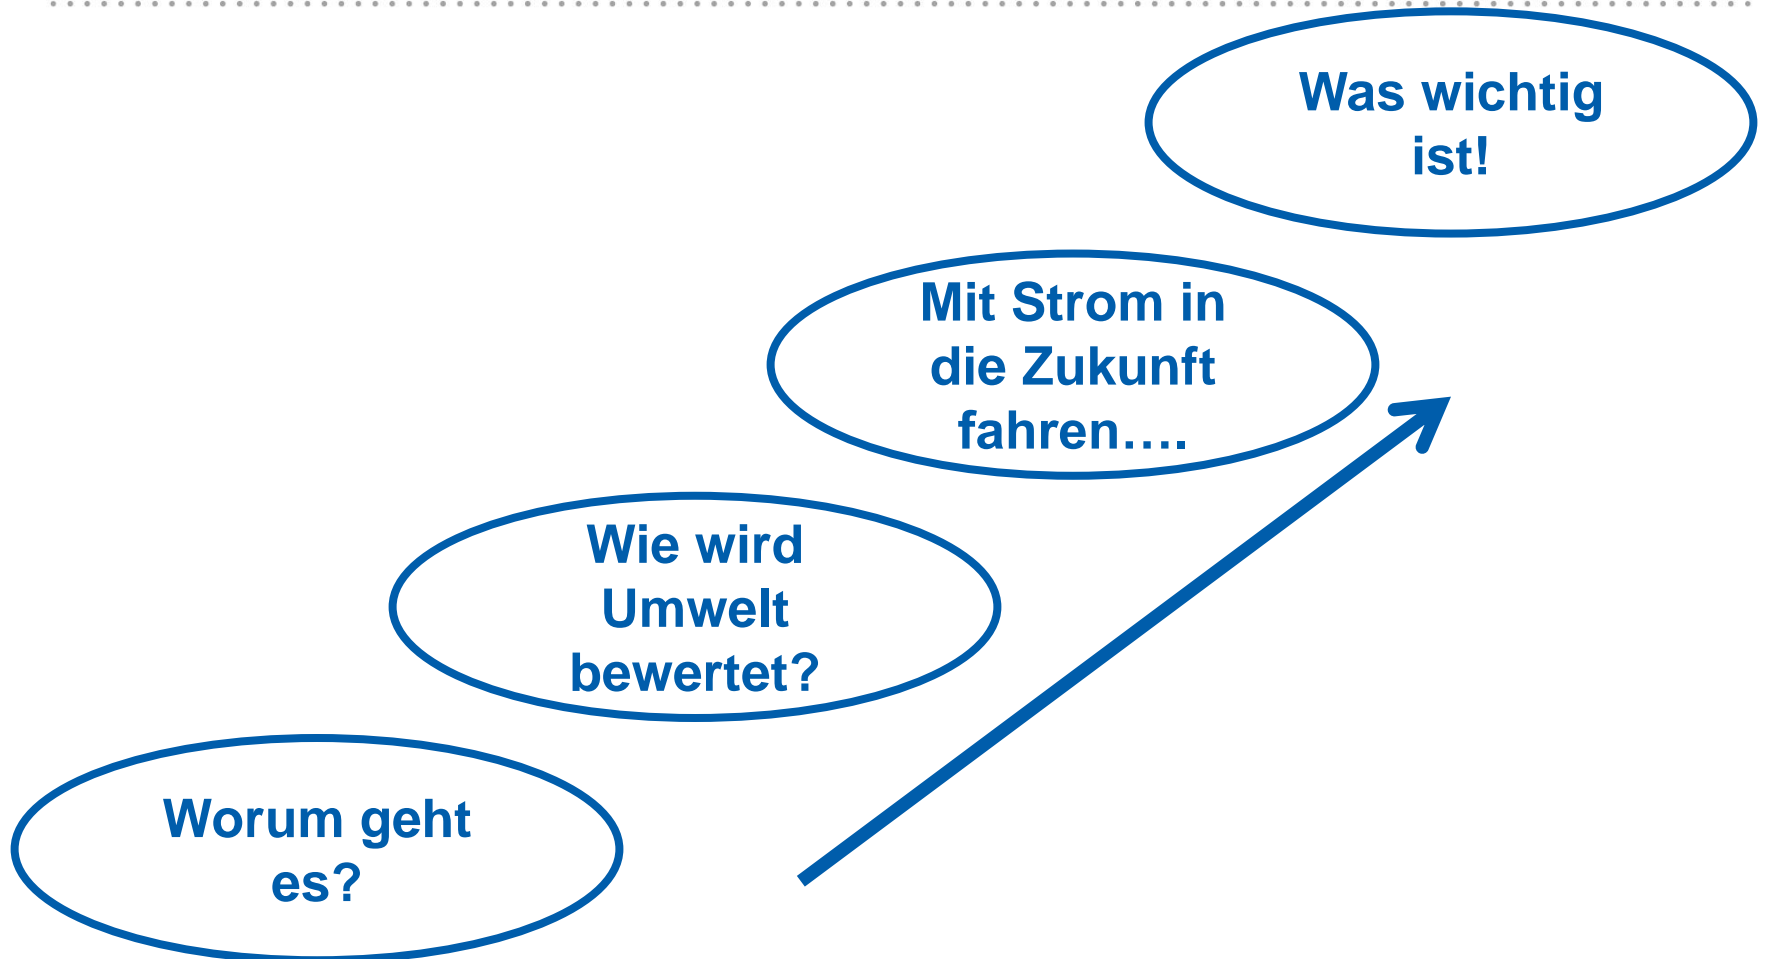 Was wichtig
ist!
Mit Strom in
die Zukunft
fahren….
Wie wird
Umwelt
bewertet?
Worum geht
es?